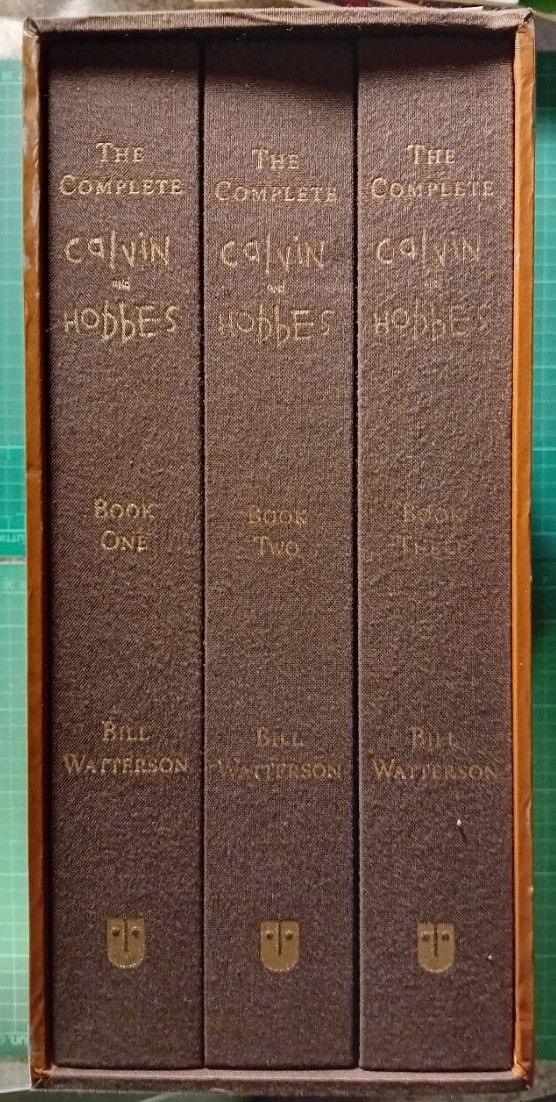 THE
COMPLETE
Calvin
and
HobbES
BOOK
ONE
BILL
WATTERSON
THE
COMPLETE
Calvin
and
HobbES
BOOK
TWO
BILL
WATTERSON
THE
COMPLETE
Calvin
and
HobbES
BOOK
THREE
BILL
WATTERSON